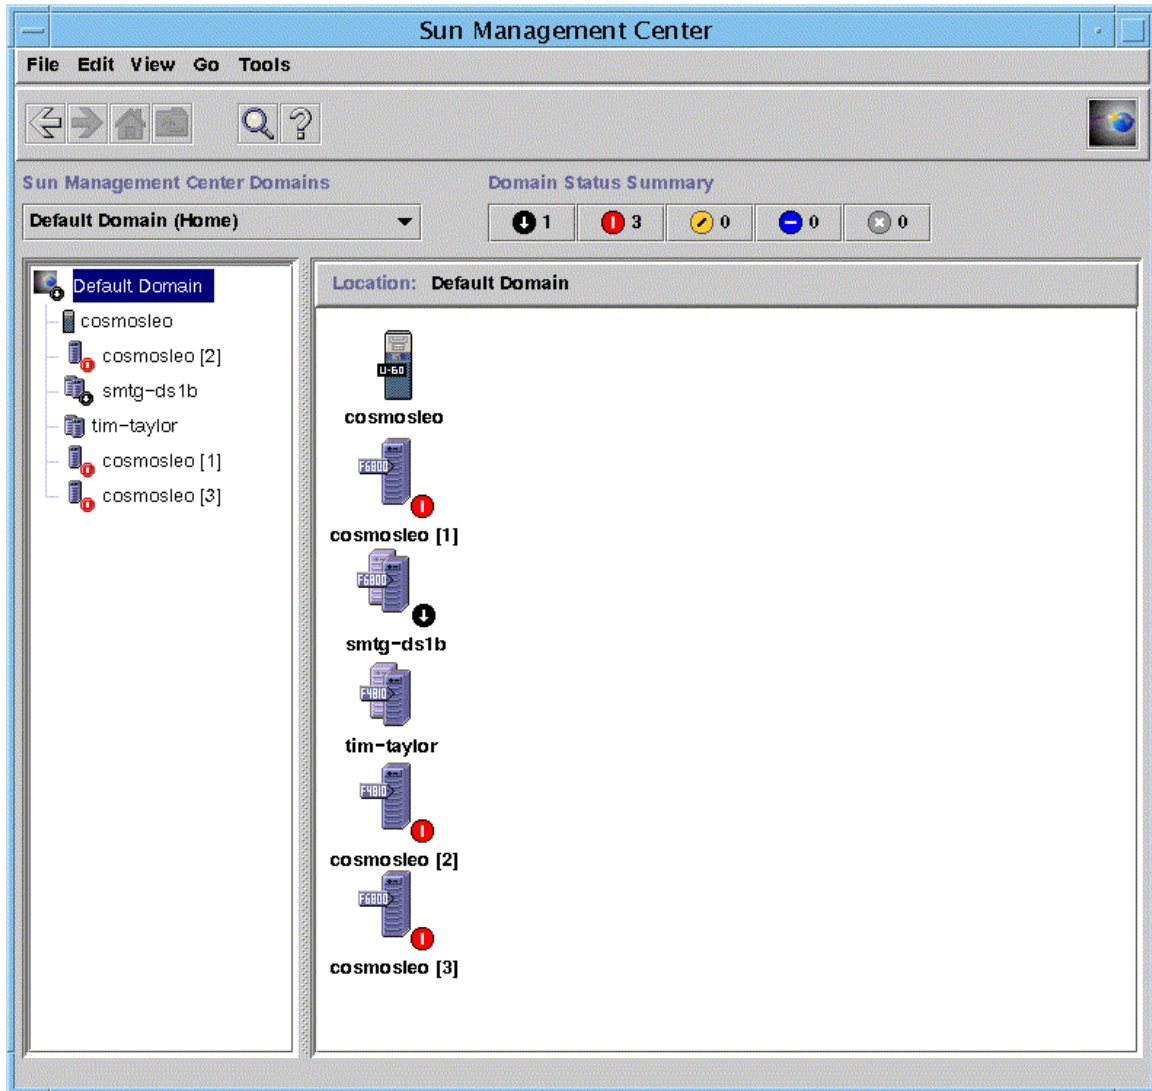 Sun Management Center
File Edit View Go Tools
Sun Management Center Domains
Domain Status Summary
Default Domain (Home)
1 3 0 0 0
Default Domain
cosmosleo
cosmosleo [2]
smtg-ds1b
tim-taylor
cosmosleo [1]
cosmosleo [3]
Location: Default Domain
U-60
cosmosleo
F6800
cosmosleo [1]
F6800
smtg-ds1b
F4810
tim-taylor
F4810
cosmosleo [2]
F6800
cosmosleo [3]